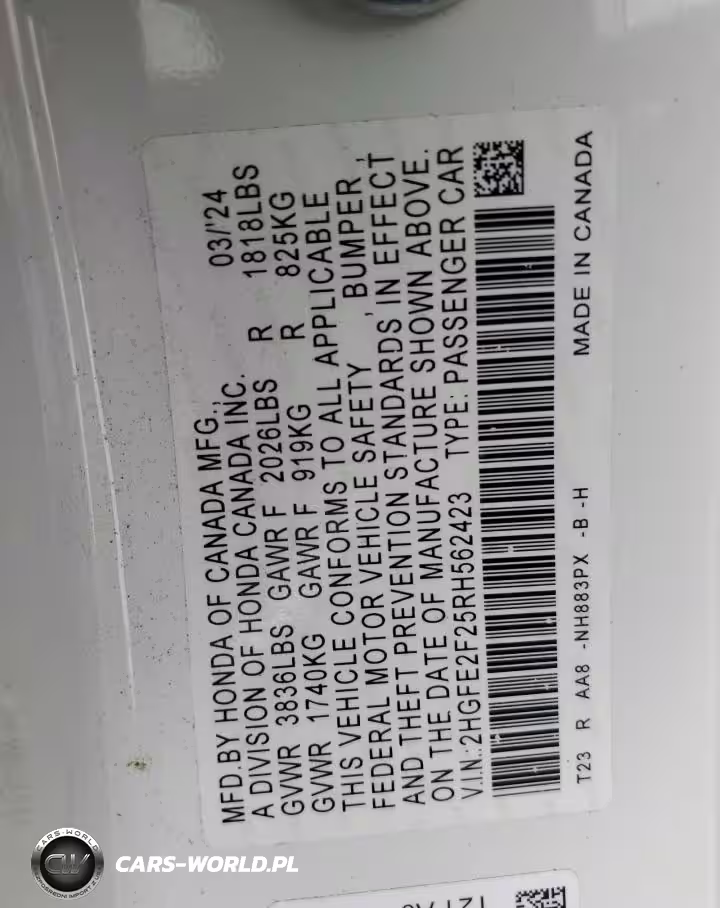 MFD.BY HONDA OF CANADA MFG., 03/'24
A DIVISION OF HONDA CANADA INC.
GVWR 3836LBS GAWR F 2026LBS R 1818LBS
GVWR 1740KG GAWR F 919KG R 825KG
THIS VEHICLE CONFORMS TO ALL APPLICABLE
FEDERAL MOTOR VEHICLE SAFETY , BUMPER ,
AND THEFT PREVENTION STANDARDS IN EFFECT
ON THE DATE OF MANUFACTURE SHOWN ABOVE.
V.I.N.:2HGFE2F25RH562423 TYPE: PASSENGER CAR
T23 R AA8 -NH883PX -B -H MADE IN CANADA
CARS-WORLD.PL
CARS-WORLD
CW